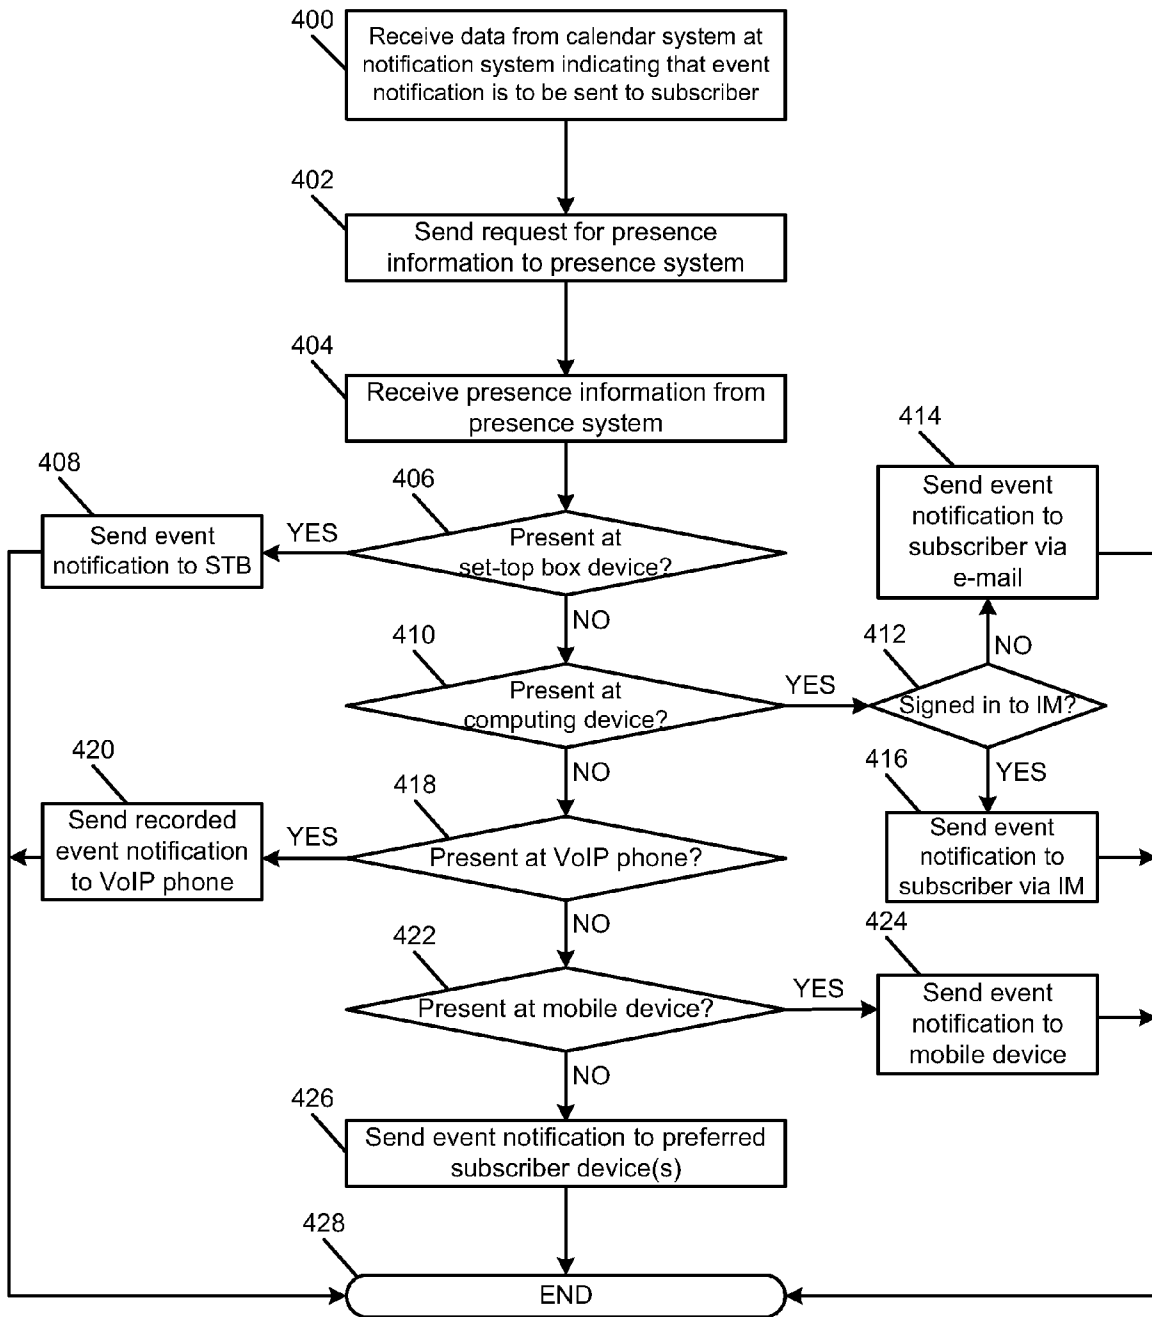 400
Receive data from calendar system at
notification system indicating that event
notification is to be sent to subscriber
402
Send request for presence
information to presence system
404
Receive presence information from
presence system
406
Present at
set-top box device?
YES
408
Send event
notification to STB
NO
410
Present at
computing device?
YES
412
Signed in to IM?
NO
414
Send event
notification to
subscriber via
e-mail
YES
416
Send event
notification to
subscriber via IM
NO
418
Present at VoIP phone?
YES
420
Send recorded
event notification
to VoIP phone
NO
422
Present at mobile device?
YES
424
Send event
notification to
mobile device
NO
426
Send event notification to preferred
subscriber device(s)
428
END